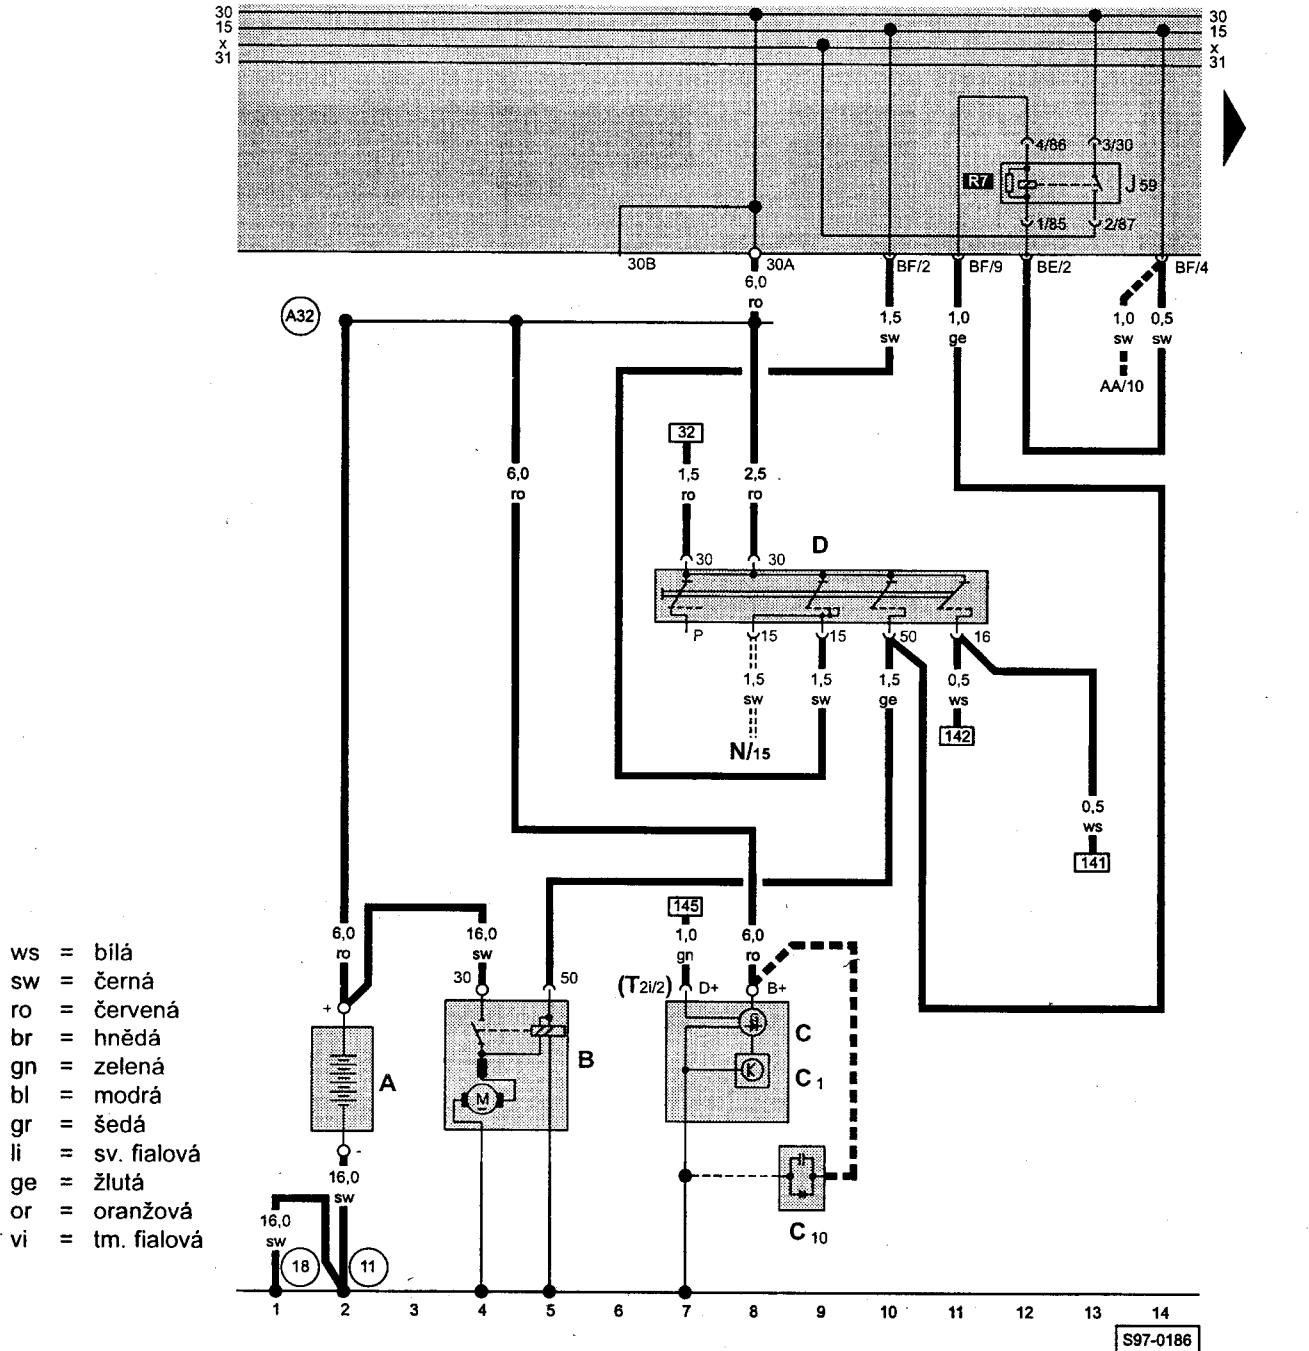 30 30
15 15
x x
31 31
4/86 3/30
R7 J 59
1/85 2/87
30B 30A BF/2 BF/9 BE/2 BF/4
6,0
ro
A32
1,5 1,0 1,0 0,5
sw ge sw sw
AA/10
32
6,0 1,5 2,5
ro ro ro
D
30 30
P 15 15 50 16
1,5 1,5 1,5 0,5
sw sw ge ws
N/15 142
0,5
ws
141
145
6,0 16,0 1,0 6,0
ro sw gn ro
30 50 (T2i/2) D+ B+
+
A B C
C 1
K
M
-
16,0
sw
C 10
16,0
sw
18 11
1 2 3 4 5 6 7 8 9 10 11 12 13 14
S97-0186
ws = bílá
sw = černá
ro = červená
br = hnědá
gn = zelená
bl = modrá
gr = šedá
li = sv. fialová
ge = žlutá
or = oranžová
vi = tm. fialová